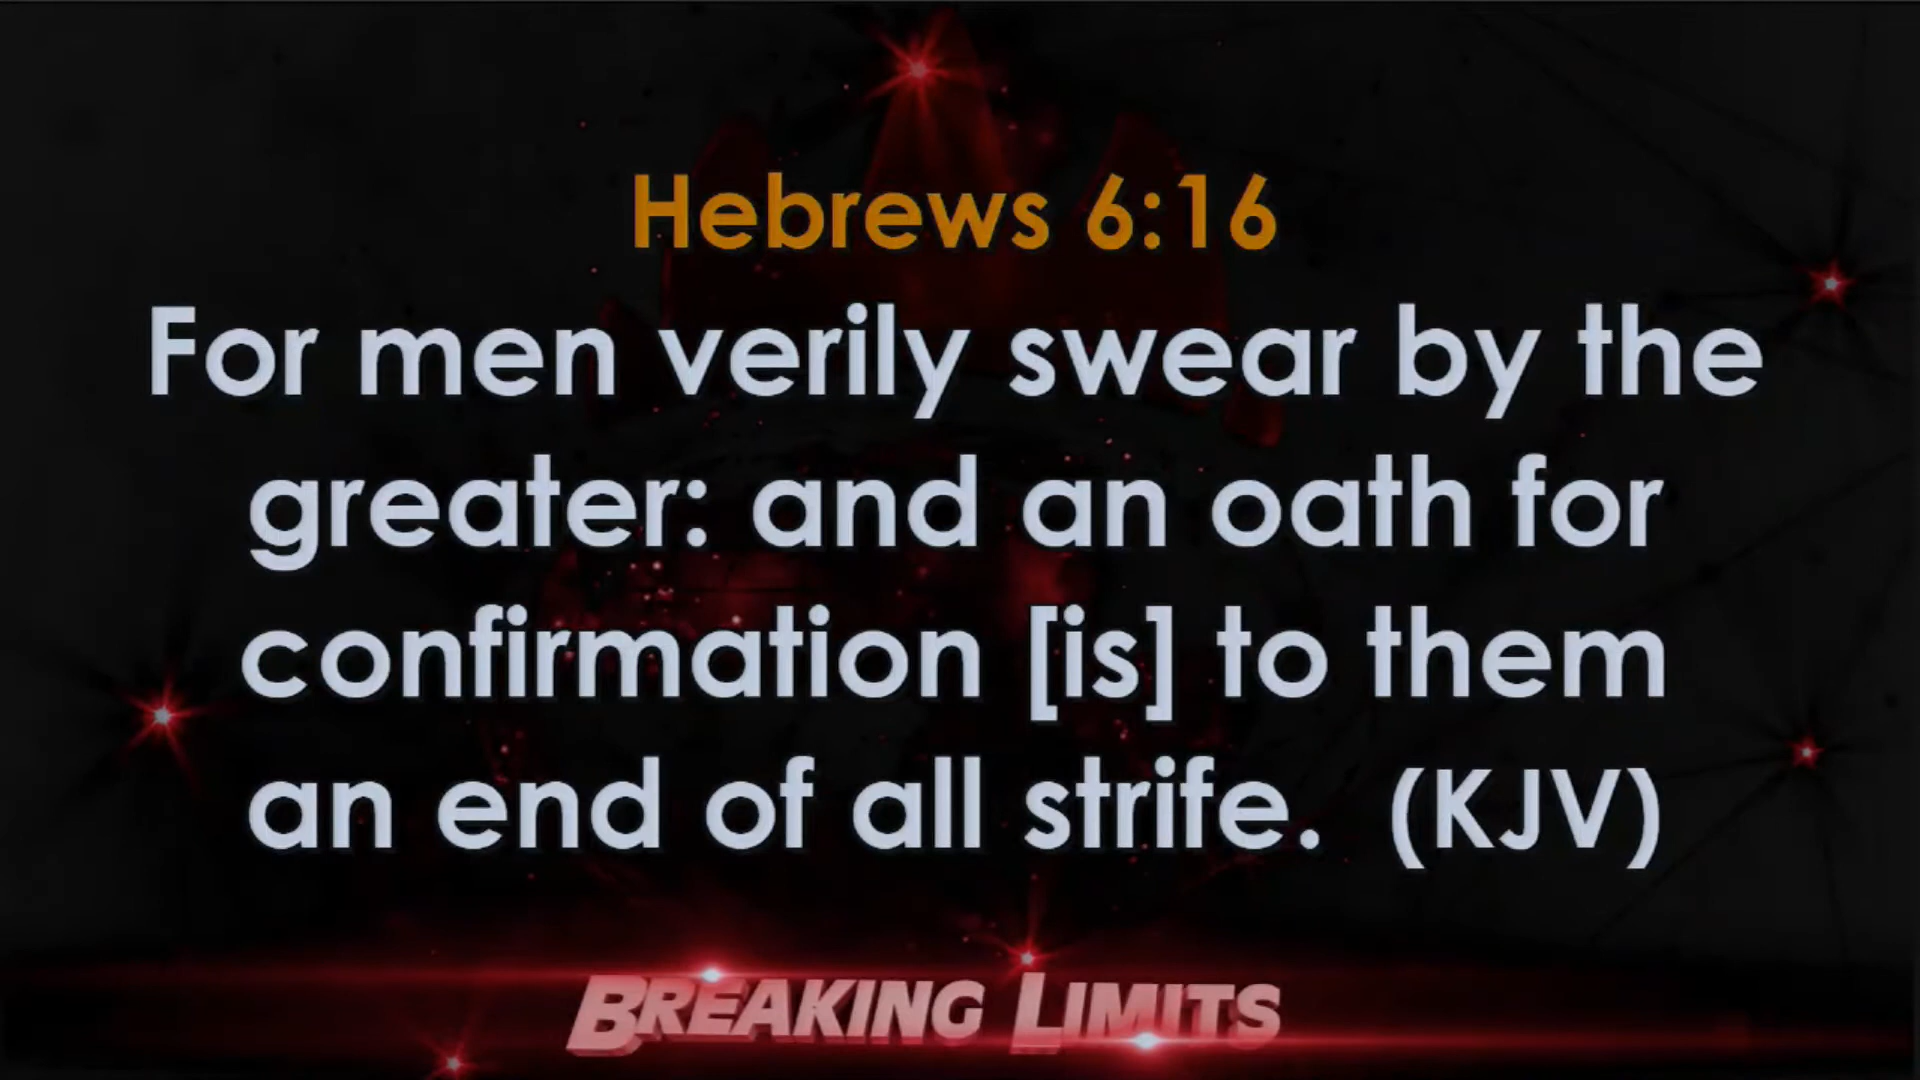 Hebrews 6:16
For men verily swear by the
greater: and an oath for
confirmation [is] to them
an end of all strife.  (KJV)
BREAKING LIMITS